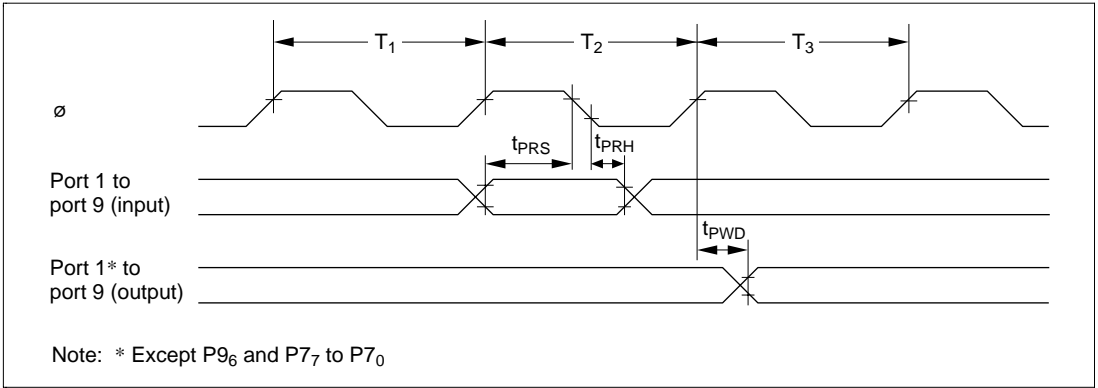 T₁ T₂ T₃
ø
tPRS tPRH
Port 1 to
port 9 (input)
tPWD
Port 1* to
port 9 (output)
Note: * Except P9₆ and P7₇ to P7₀